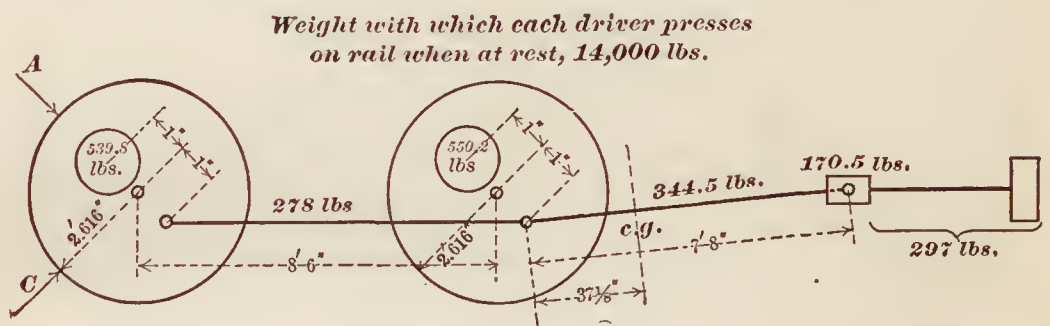 Weight with which each driver presses
on rail when at rest, 14,000 lbs.
A
539.8
lbs.
1"
1"
550.2
lbs
1"
1"
170.5 lbs.
344.5 lbs.
278 lbs
c.g.
2.'616"
2.'616"
8'6"
7'8"
297 lbs.
C
37⅛"